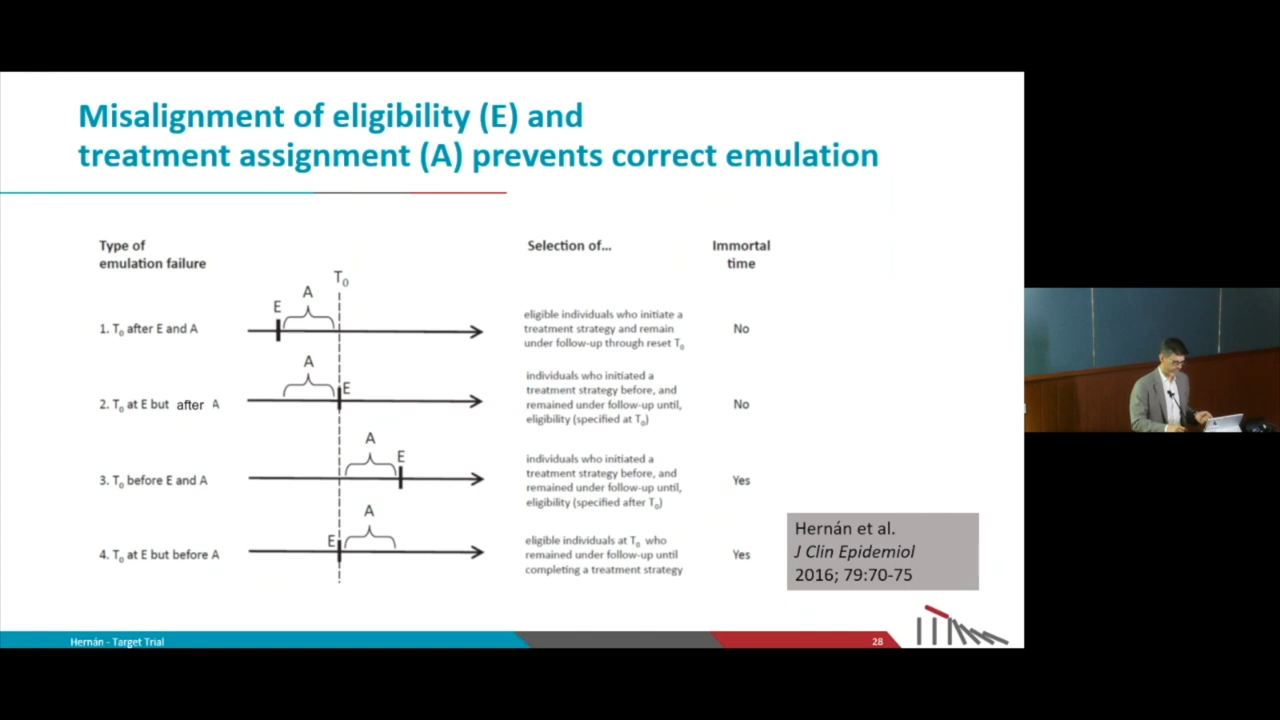 Misalignment of eligibility (E) and
treatment assignment (A) prevents correct emulation
Type of
emulation failure
Selection of...
Immortal
time
T0
E
A
1. T0 after E and A
eligible individuals who initiate a
treatment strategy and remain
under follow-up through reset T0
No
A
E
2. T0 at E but after A
individuals who initiated a
treatment strategy before, and
remained under follow-up until,
eligibility (specified at T0)
No
A
E
3. T0 before E and A
individuals who initiated a
treatment strategy before, and
remained under follow-up until,
eligibility (specified after T0)
Yes
A
E
4. T0 at E but before A
eligible individuals at T0 who
remained under follow-up until
completing a treatment strategy
Yes
Hernán et al.
J Clin Epidemiol
2016; 79:70-75
Hernán - Target Trial
28